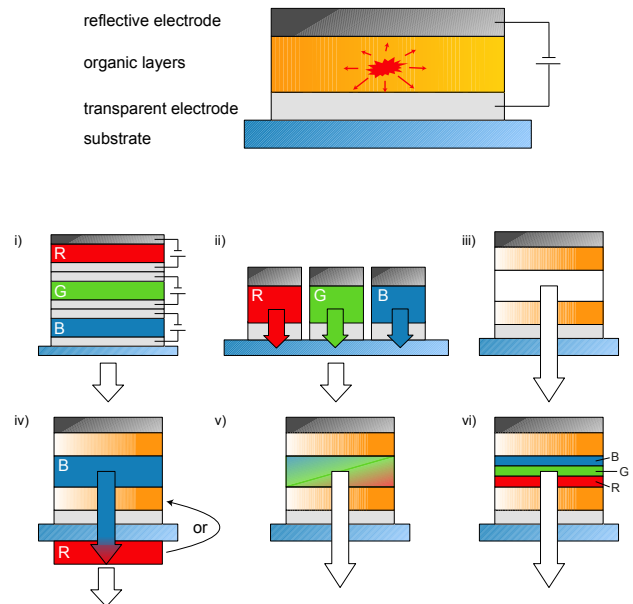 reflective electrode
organic layers
transparent electrode
substrate
i)
R
G
B
ii)
R
G
B
iii)
iv)
B
or
R
v)
vi)
B
G
R